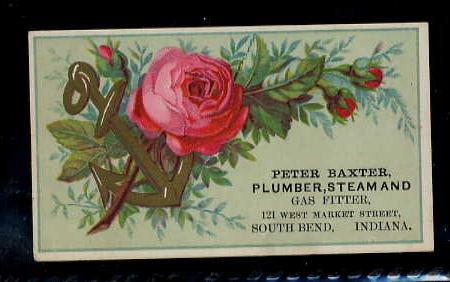 PETER BAXTER,
PLUMBER, STEAM AND
GAS FITTER,
121 WEST MARKET STREET,
SOUTH BEND, INDIANA.